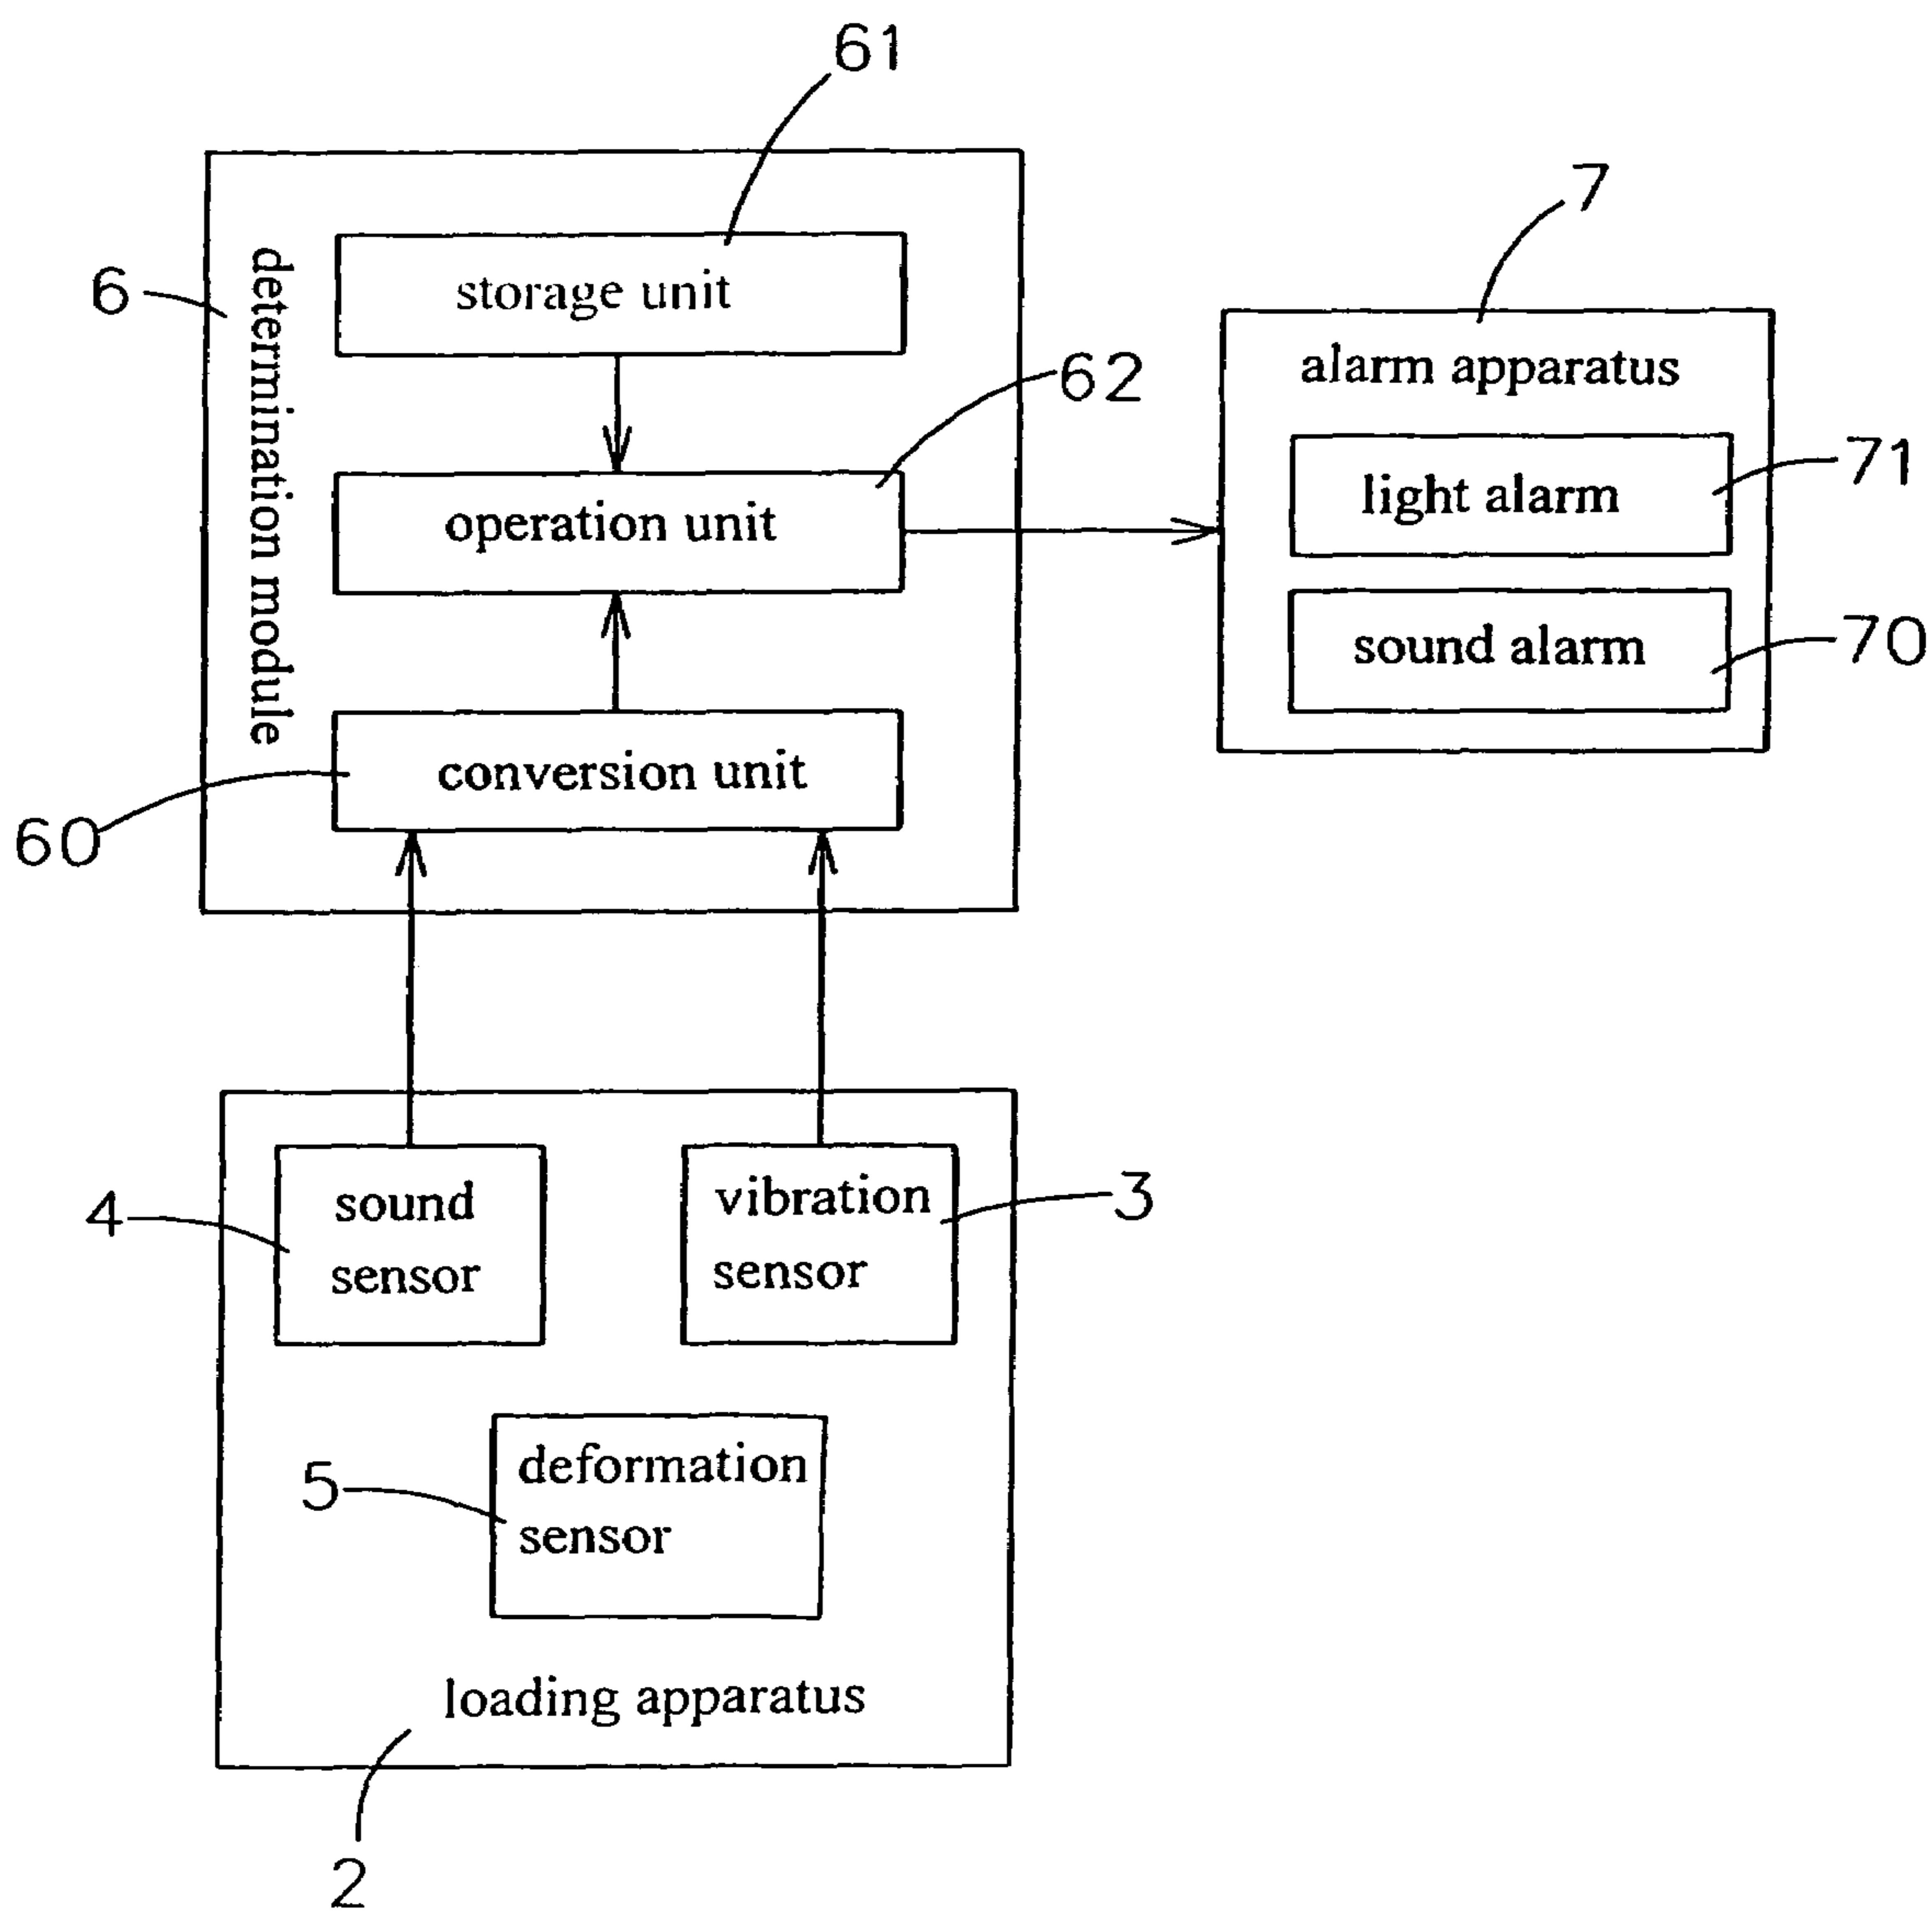 61
7
6
determination module
storage unit
alarm apparatus
62
light alarm
71
operation unit
sound alarm
70
conversion unit
60
4
sound
sensor
vibration
sensor
3
5
deformation
sensor
loading apparatus
2